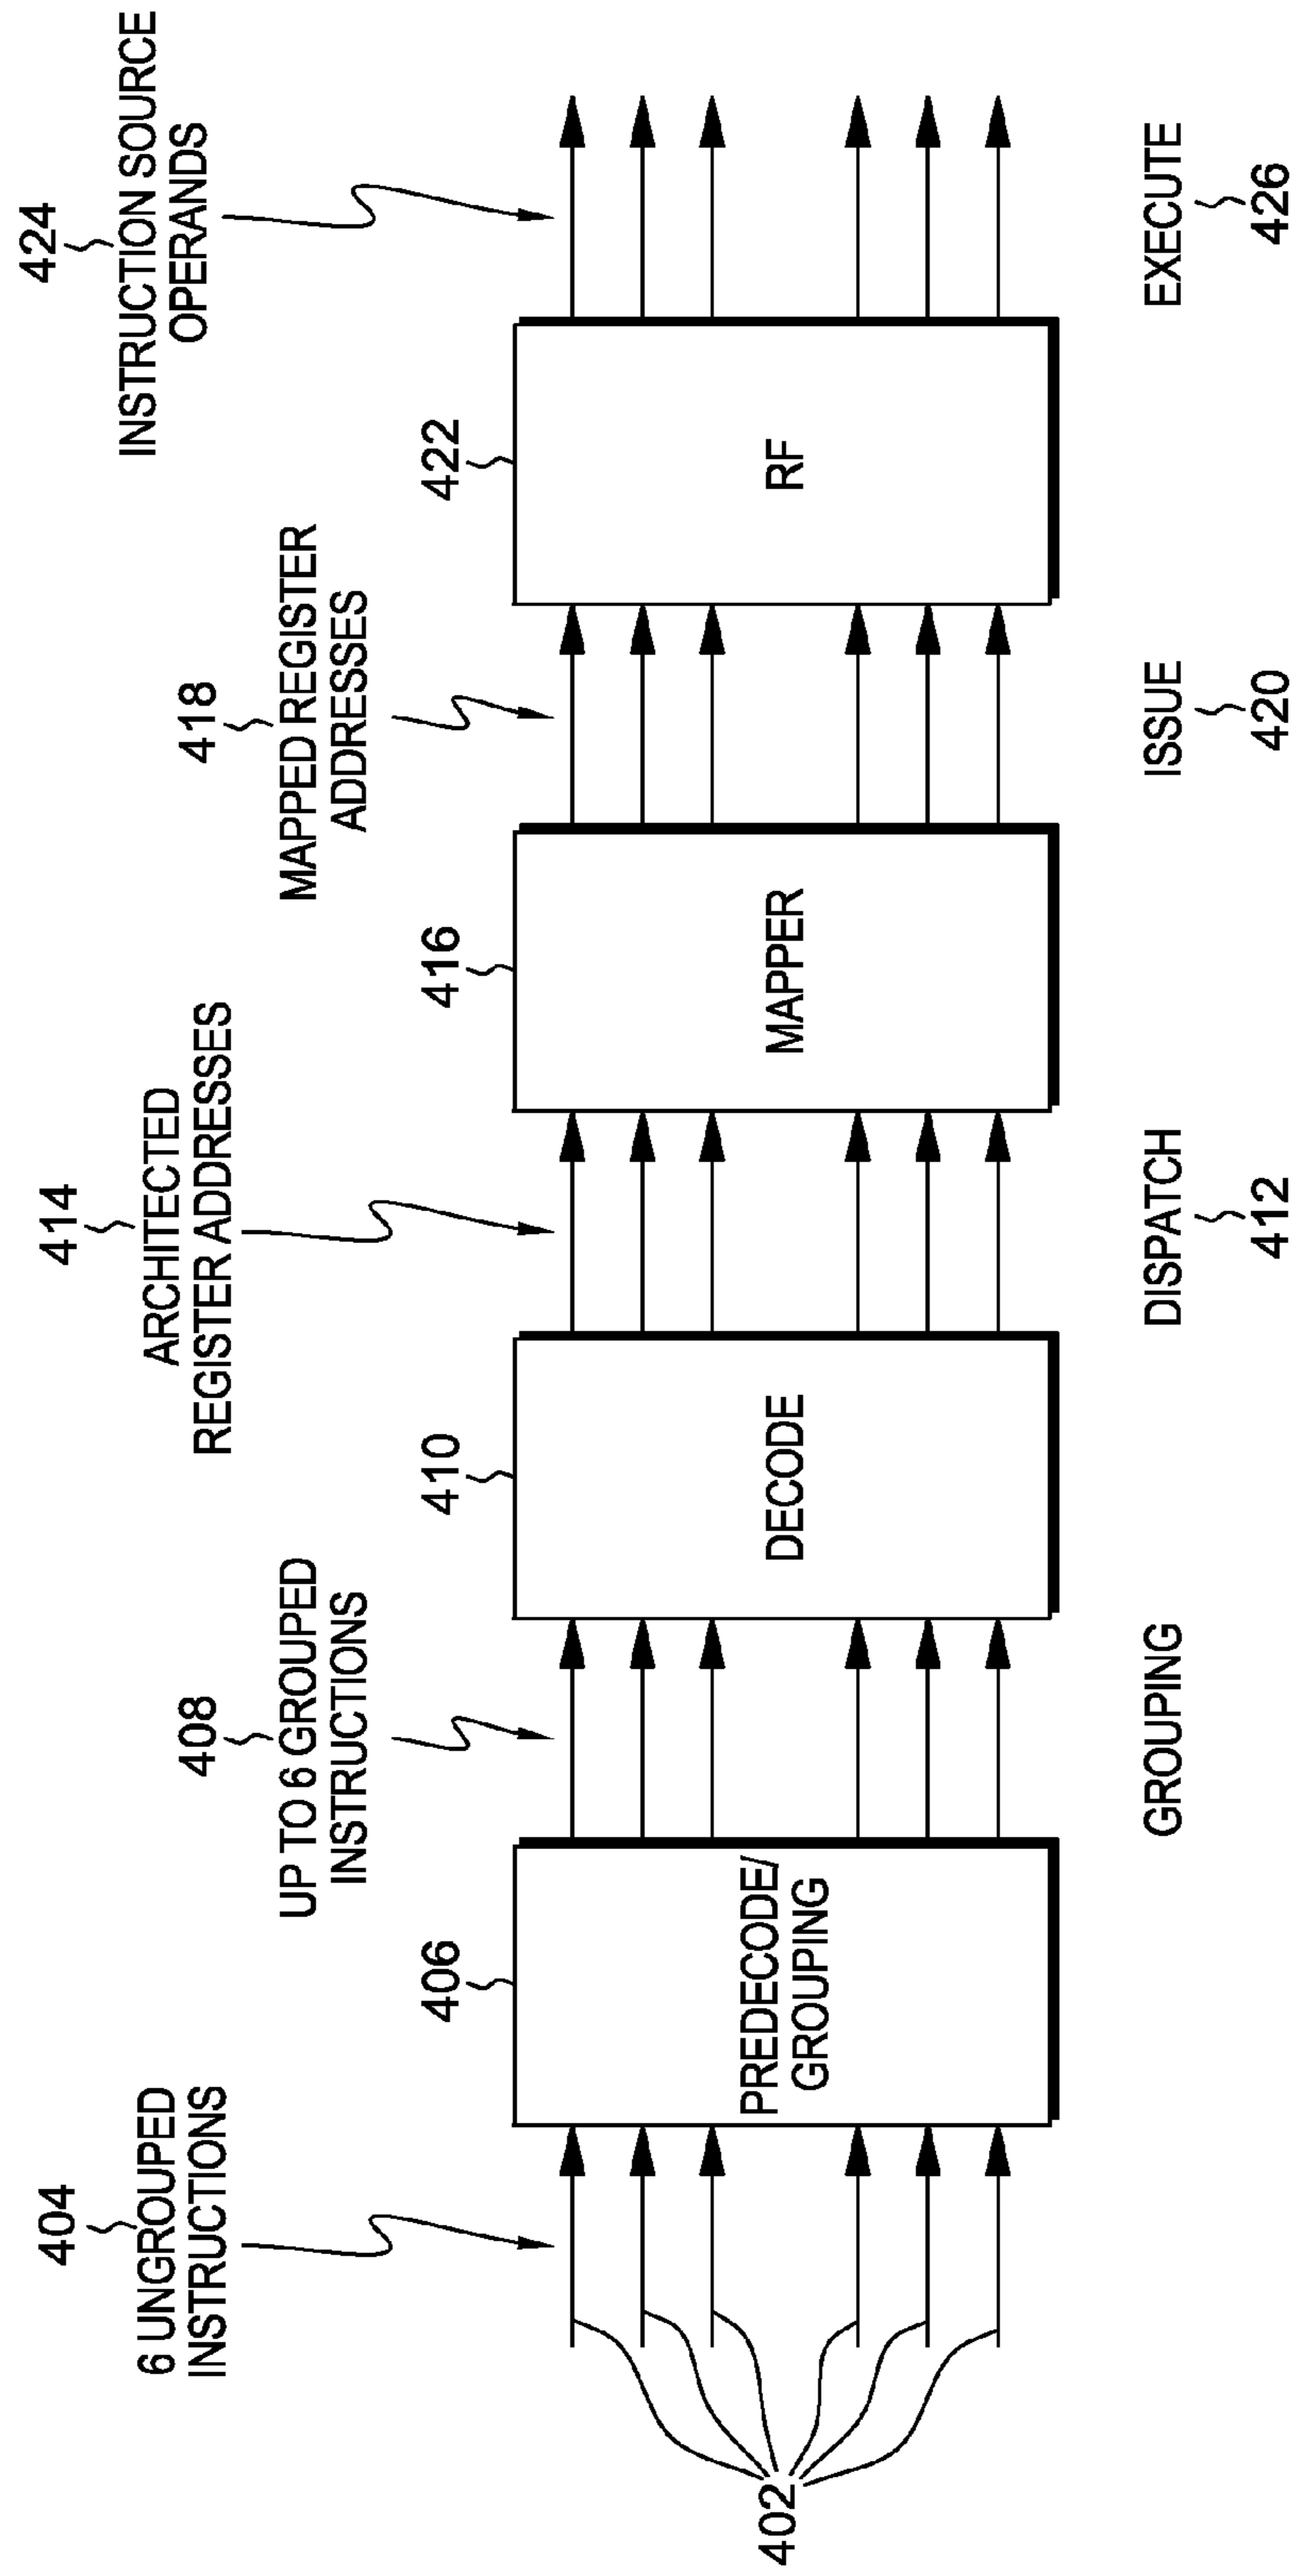 404
6 UNGROUPED
INSTRUCTIONS
402
406
PREDECODE/
GROUPING
408
UP TO 6 GROUPED
INSTRUCTIONS
GROUPING
410
DECODE
414
ARCHITECTED
REGISTER ADDRESSES
DISPATCH
412
416
MAPPER
418
MAPPED REGISTER
ADDRESSES
ISSUE
420
422
RF
424
INSTRUCTION SOURCE
OPERANDS
EXECUTE
426